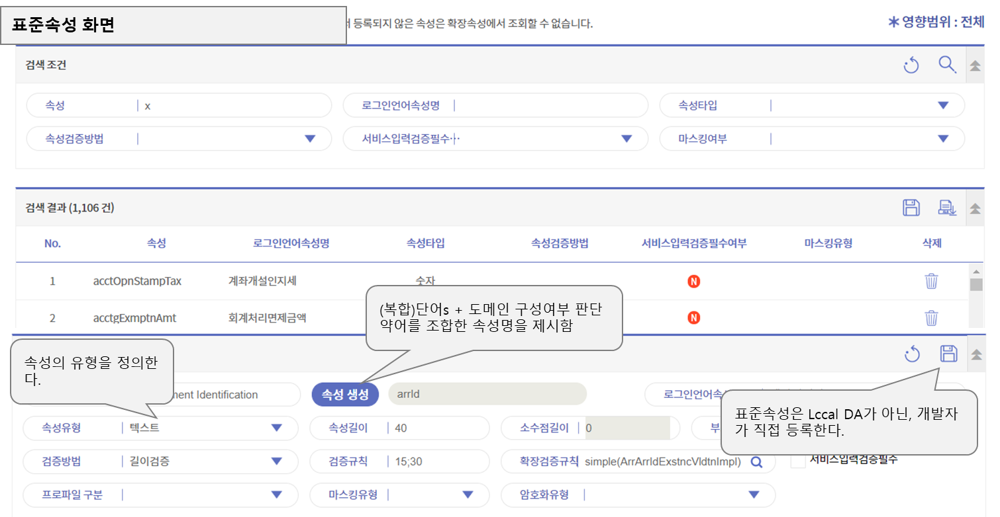 표준속성 화면
등록되지 않은 속성은 확장속성에서 조회할 수 없습니다.
* 영향범위 : 전체
검색 조건
속성 | x
로그인언어속성명 |
속성타입 |
속성검증방법 |
서비스입력검증필수···
마스킹여부 |
검색 결과 (1,106 건)
No. 속성 로그인언어속성명 속성타입 속성검증방법 서비스입력검증필수여부 마스킹유형 삭제
1 acctOpnStampTax 계좌개설인지세 숫자 N
2 acctgExmptnAmt 회계처리면제금액 N
(복합)단어s + 도메인 구성여부 판단
약어를 조합한 속성명을 제시함
속성의 유형을 정의한
다.
Identification
속성 생성
arrId
로그인언어속
표준속성은 Lccal DA가 아닌, 개발자
가 직접 등록한다.
속성유형 | 텍스트
속성길이 | 40
소수점길이 | 0
검증방법 | 길이검증
검증규칙 | 15;30
확장검증규칙 simple(ArrArrIdExstncVldtnImpl)
서비스입력검증필수
프로파일 구분 |
마스킹유형 |
암호화유형 |